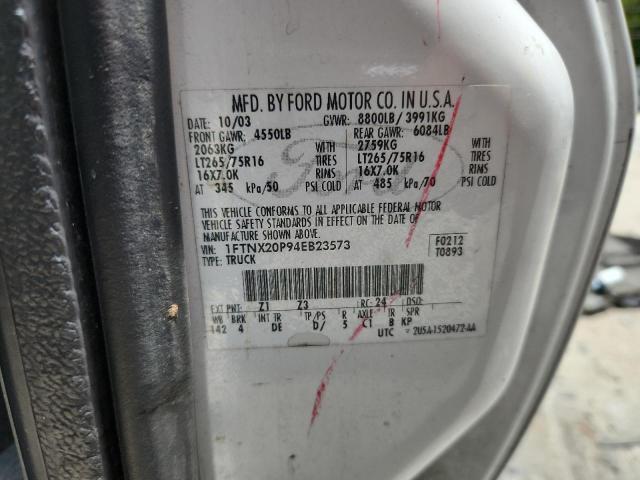 MFD. BY FORD MOTOR CO. IN U.S.A.
DATE: 10/03 GVWR: 8800LB/ 3991KG
FRONT GAWR: 4550LB REAR GAWR: 6084LB
2063KG WITH 2759KG WITH
LT265/75R16 TIRES LT265/75R16 TIRES
16X7.0K RIMS 16X7.0K RIMS
AT 345 kPa/50 PSI COLD AT 485 kPa/70 PSI COLD
Ford
THIS VEHICLE CONFORMS TO ALL APPLICABLE FEDERAL MOTOR
VEHICLE SAFETY STANDARDS IN EFFECT ON THE DATE OF
MANUFACTURE SHOWN ABOVE.
VIN: 1FTNX20P94EB23573 F0212
TYPE: TRUCK T0893
EXT PNT: Z1 Z3 RC: 24 DSO:
WB BRK INT TR TP/PS R AXLE TR SPR
142 4 DE D/ 5 C1 B KP
UTC 2U5A-1520472-AA